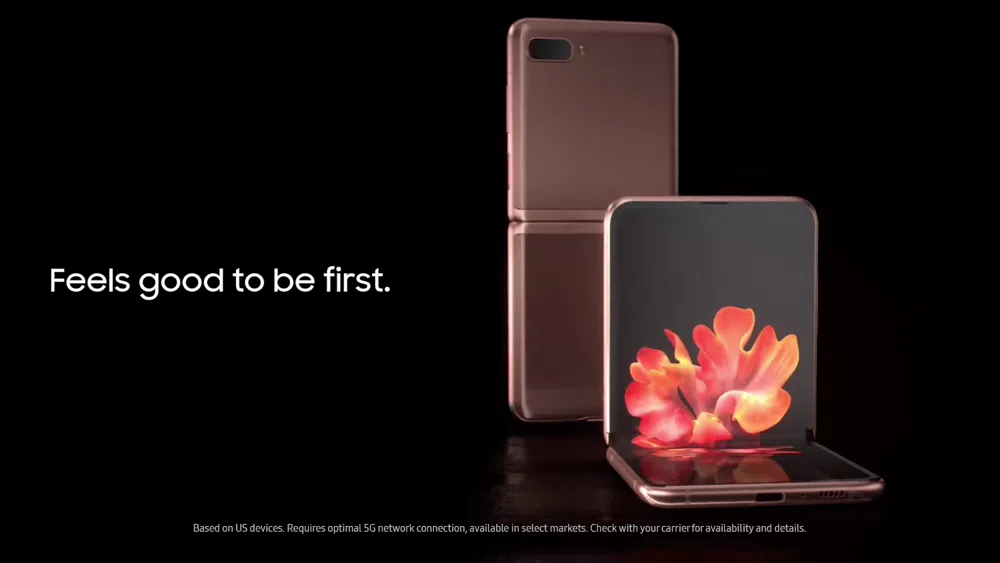 Feels good to be first.
Based on US devices. Requires optimal 5G network connection, available in select markets. Check with your carrier for availability and details.